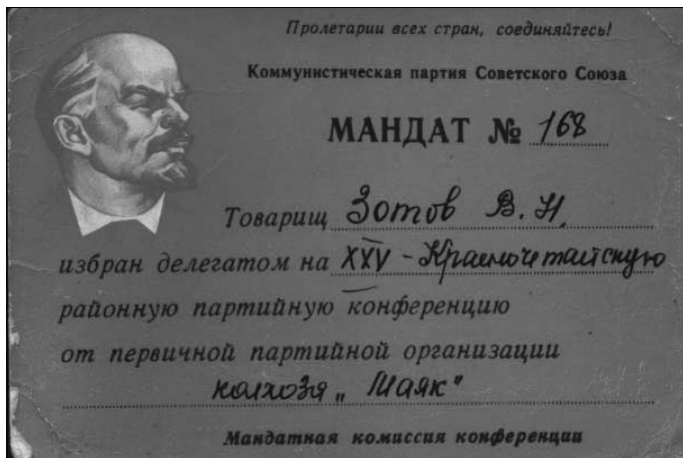 Пролетарии всех стран, соединяйтесь!
Коммунистическая партия Советского Союза
МАНДАТ № 168
Товарищ Зотов В. Н.
избран делегатом на XXV - Красночетайскую
районную партийную конференцию
от первичной партийной организации
колхоза „Маяк"
Мандатная комиссия конференции